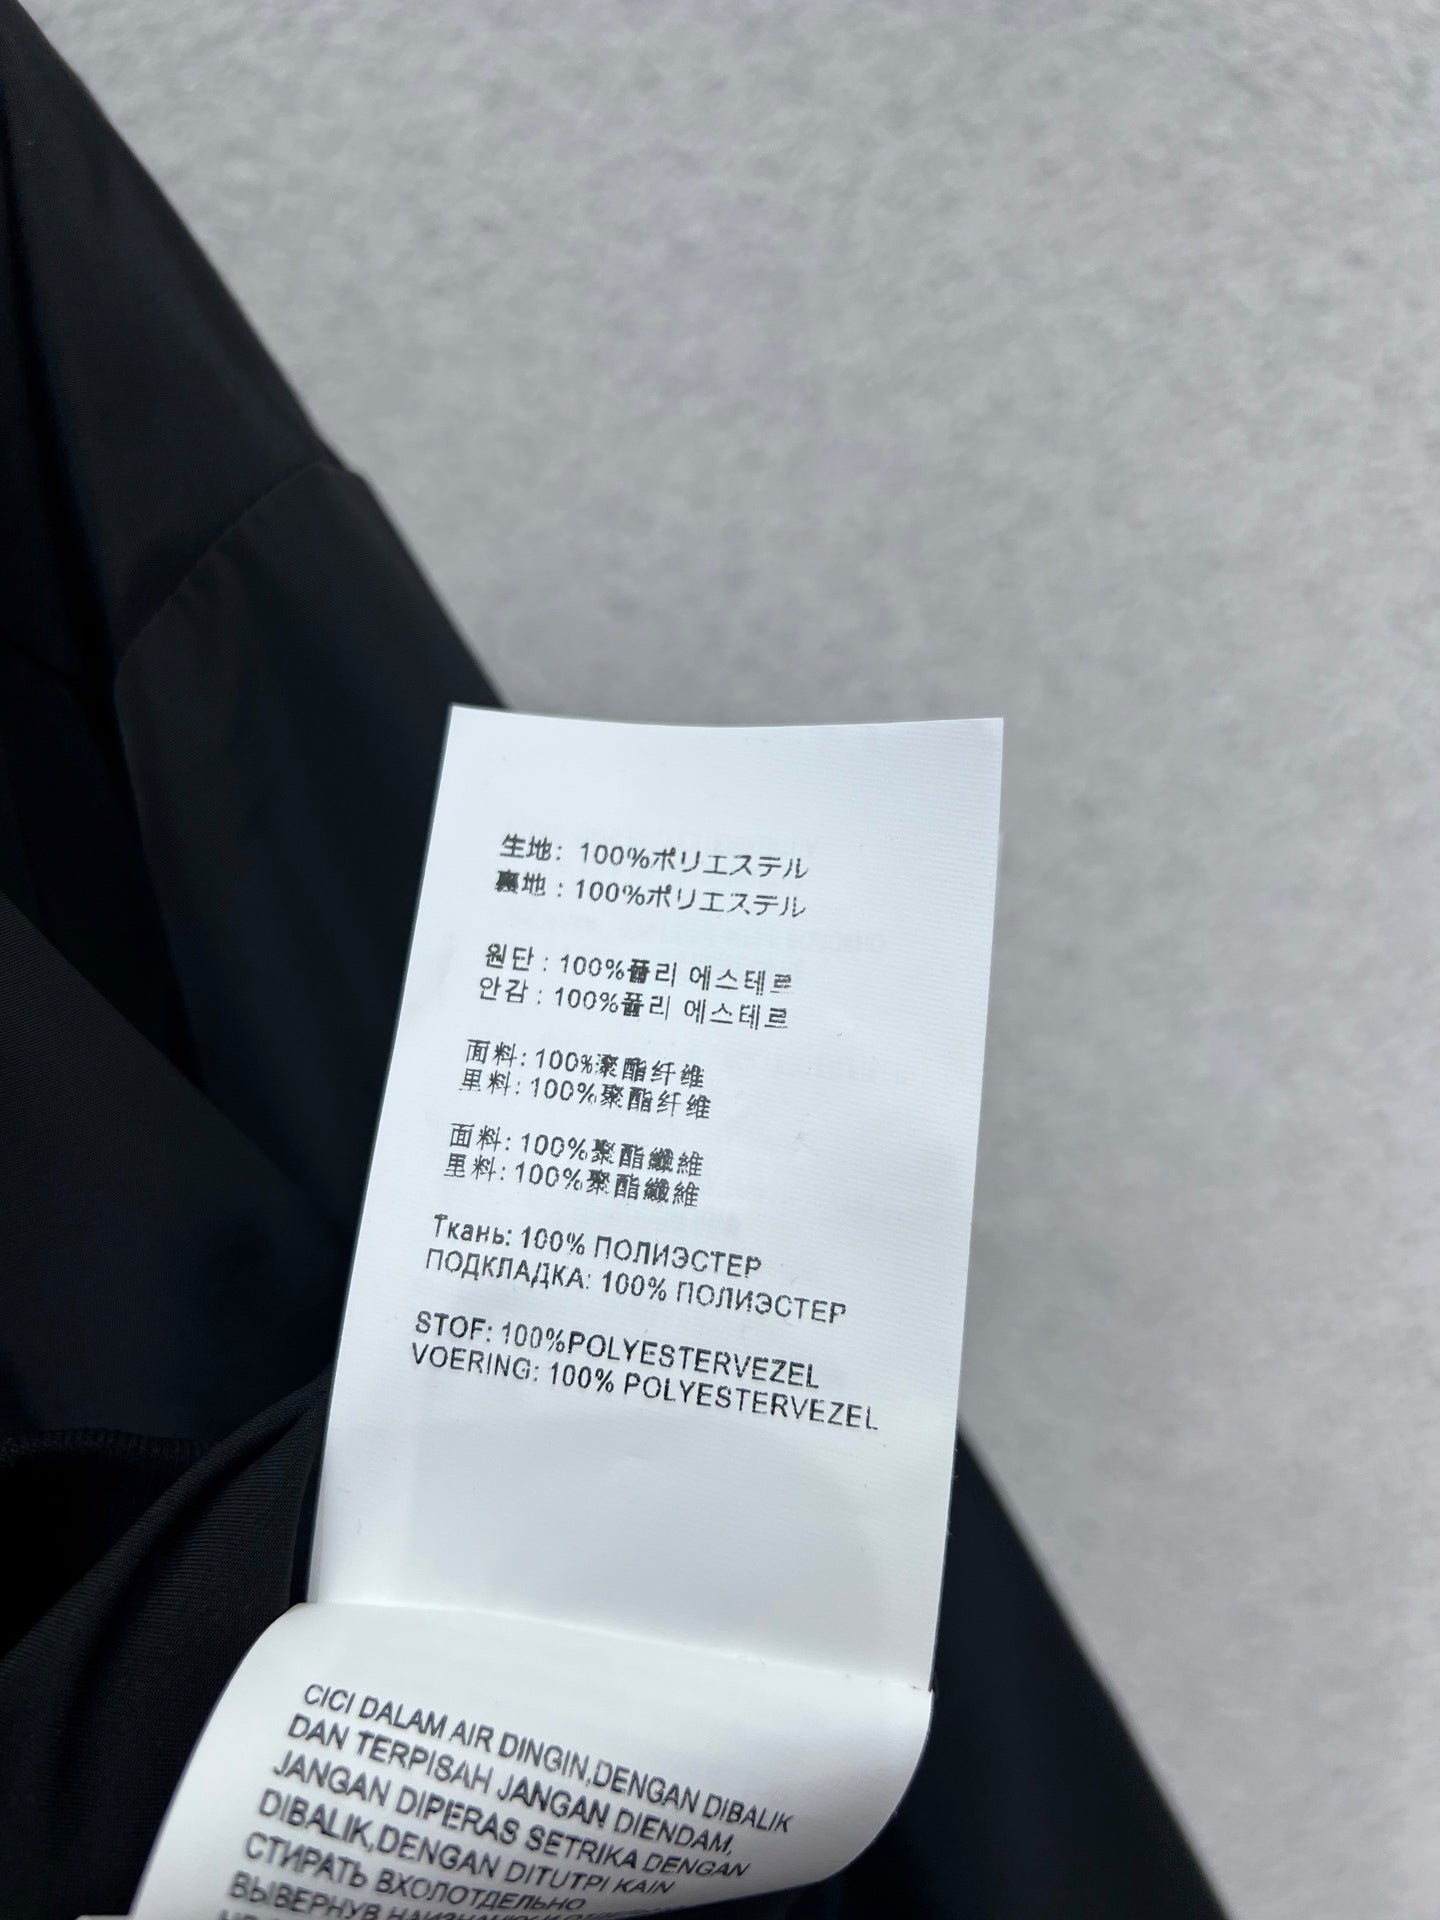 生地: 100%ポリエステル
裏地: 100%ポリエステル
원단: 100%폴리 에스테르
안감: 100%폴리 에스테르
面料: 100%聚酯纤维
里料: 100%聚酯纤维
面料: 100%聚酯纖維
里料: 100%聚酯纖維
Ткань: 100% ПОЛИЭСТЕР
ПОДКЛАДКА: 100% ПОЛИЭСТЕР
STOF: 100%POLYESTERVEZEL
VOERING: 100% POLYESTERVEZEL
CICI DALAM AIR DINGIN,DENGAN DIBALIK
DAN TERPISAH JANGAN DIENDAM,
JANGAN DIPERAS SETRIKA DENGAN
DIBALIK,DENGAN DITUTPI KAIN
СТИРАТЬ ВХОЛОТДЕЛЬНО
ВЫВЕРНУВ НАИЗНАНКУ И